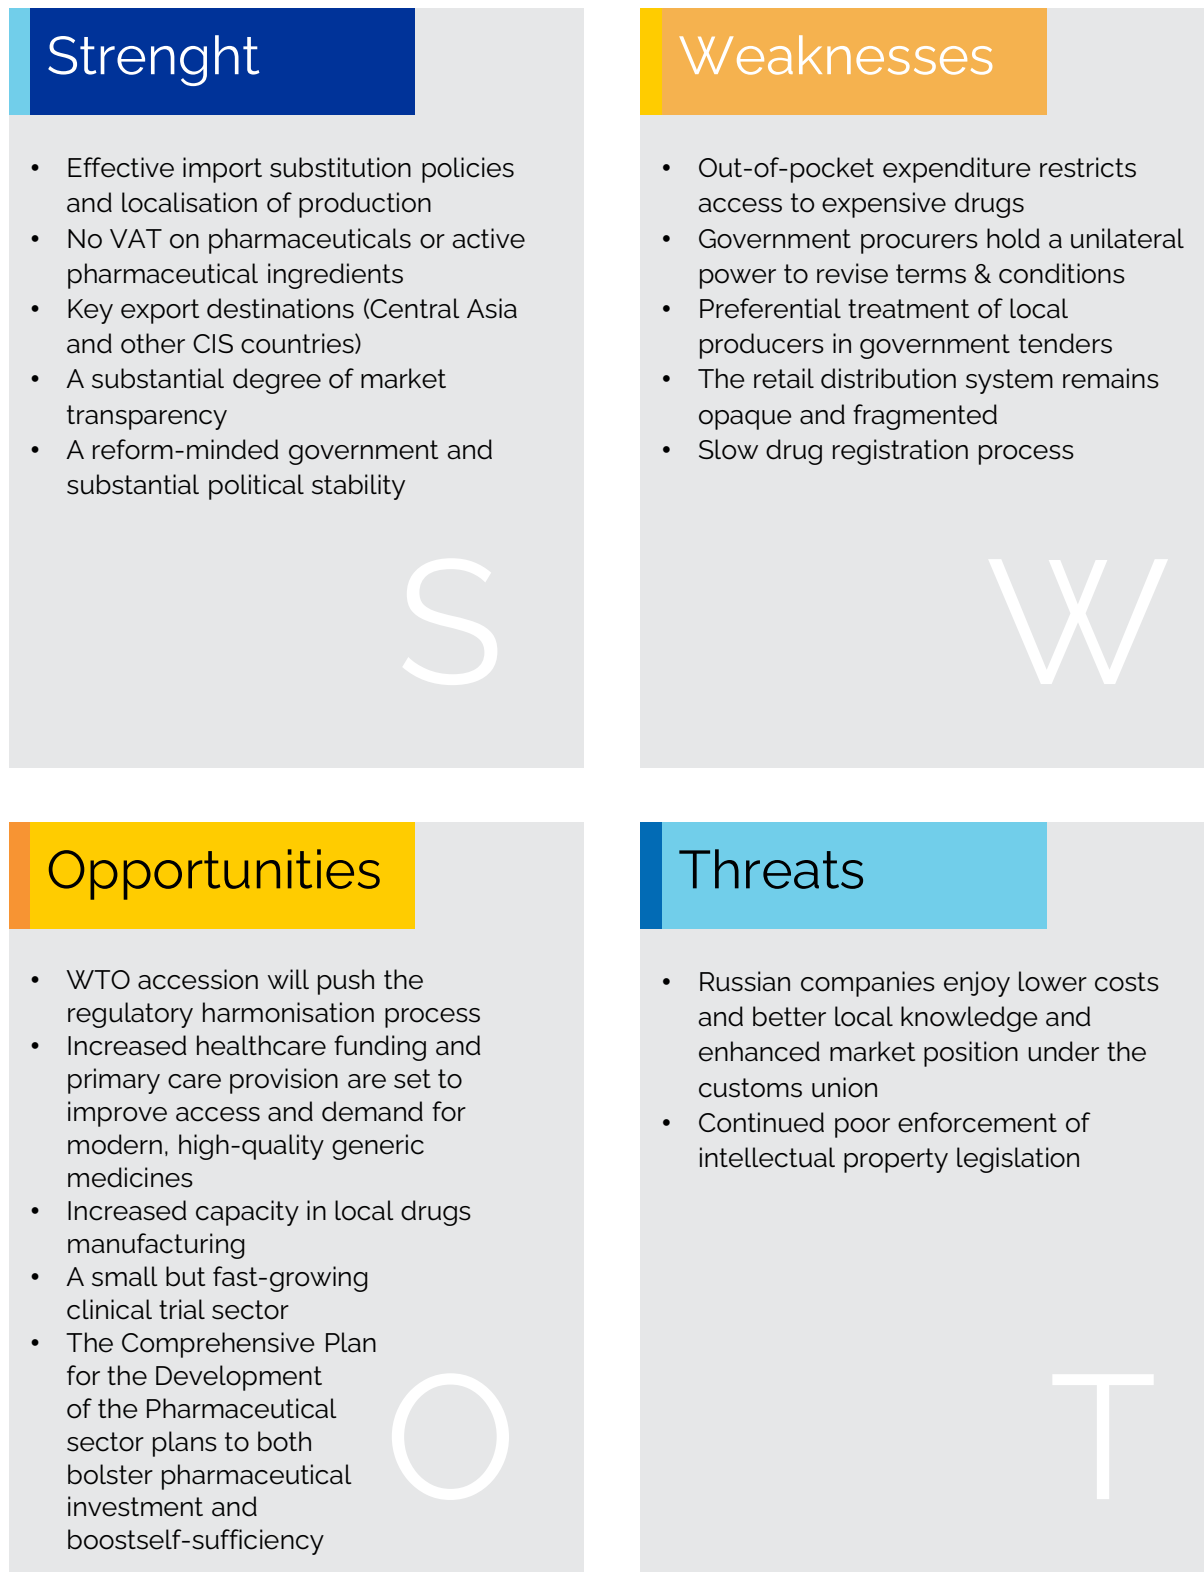 Strenght
• Effective import substitution policies
and localisation of production
• No VAT on pharmaceuticals or active
pharmaceutical ingredients
• Key export destinations (Central Asia
and other CIS countries)
• A substantial degree of market
transparency
• A reform-minded government and
substantial political stability
S
Weaknesses
• Out-of-pocket expenditure restricts
access to expensive drugs
• Government procurers hold a unilateral
power to revise terms & conditions
• Preferential treatment of local
producers in government tenders
• The retail distribution system remains
opaque and fragmented
• Slow drug registration process
W
Opportunities
• WTO accession will push the
regulatory harmonisation process
• Increased healthcare funding and
primary care provision are set to
improve access and demand for
modern, high-quality generic
medicines
• Increased capacity in local drugs
manufacturing
• A small but fast-growing
clinical trial sector
• The Comprehensive Plan
for the Development
of the Pharmaceutical
sector plans to both
bolster pharmaceutical
investment and
boostself-sufficiency
O
Threats
• Russian companies enjoy lower costs
and better local knowledge and
enhanced market position under the
customs union
• Continued poor enforcement of
intellectual property legislation
T